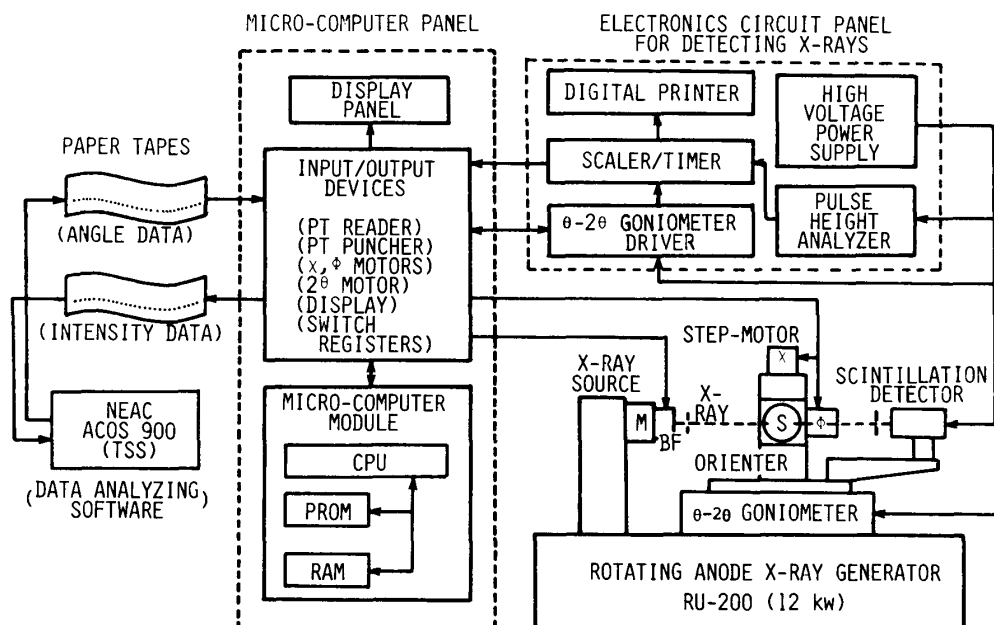 MICRO-COMPUTER PANEL
ELECTRONICS CIRCUIT PANEL
FOR DETECTING X-RAYS
DISPLAY
PANEL
DIGITAL PRINTER
HIGH
VOLTAGE
POWER
SUPPLY
PAPER TAPES
INPUT/OUTPUT
DEVICES
(PT READER)
(PT PUNCHER)
(χ,Φ MOTORS)
(2θ MOTOR)
(DISPLAY)
(SWITCH
REGISTERS)
SCALER/TIMER
θ-2θ GONIOMETER
DRIVER
PULSE
HEIGHT
ANALYZER
(ANGLE DATA)
(INTENSITY DATA)
NEAC
ACOS 900
(TSS)
(DATA ANALYZING
SOFTWARE)
MICRO-COMPUTER
MODULE
CPU
PROM
RAM
STEP-MOTOR
χ
X-RAY
SOURCE
X-
RAY
SCINTILLATION
DETECTOR
M
BF
S
Φ
ORIENTER
θ-2θ GONIOMETER
ROTATING ANODE X-RAY GENERATOR
RU-200 (12 kw)